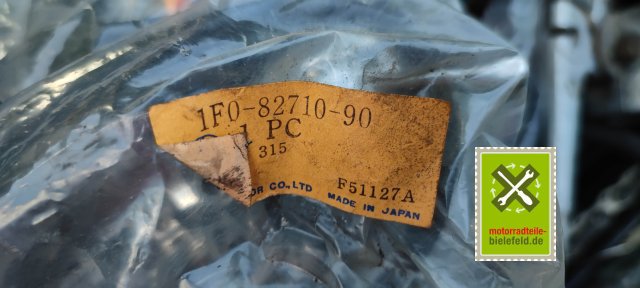 1F0-82710-90
1 PC
315
OR CO.,LTD F51127A
MADE IN JAPAN
motorradteile-
bielefeld.de